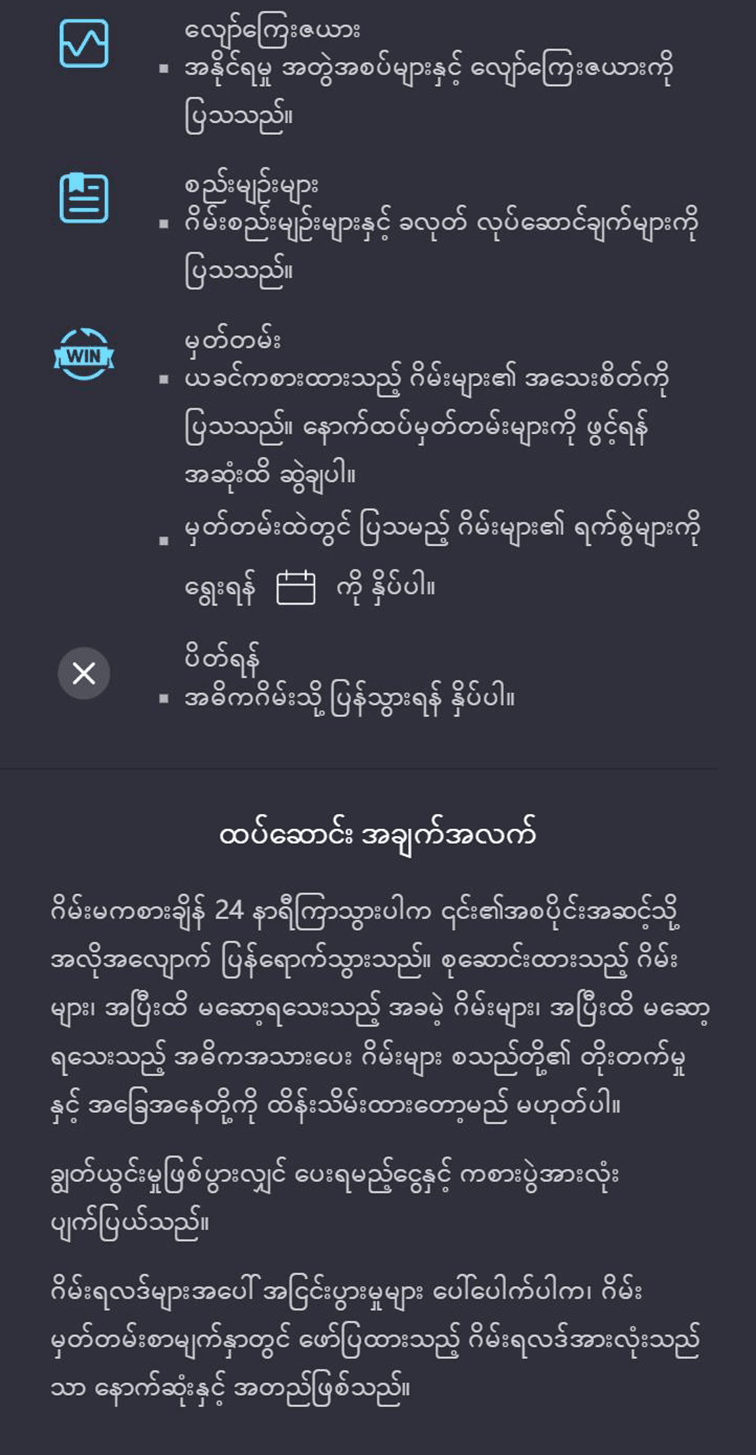 လျော်ကြေးဇယား
▪ အနိုင်ရမှု အတွဲအစပ်များနှင့် လျော်ကြေးဇယားကို
ပြသသည်။
စည်းမျဉ်းများ
▪ ဂိမ်းစည်းမျဉ်းများနှင့် ခလုတ် လုပ်ဆောင်ချက်များကို
ပြသသည်။
WIN
မှတ်တမ်း
▪ ယခင်ကစားထားသည့် ဂိမ်းများ၏ အသေးစိတ်ကို
ပြသသည်။ နောက်ထပ်မှတ်တမ်းများကို ဖွင့်ရန်
အဆုံးထိ ဆွဲချပါ။
▪ မှတ်တမ်းထဲတွင် ပြသမည့် ဂိမ်းများ၏ ရက်စွဲများကို
ရွေးရန် ကို နှိပ်ပါ။
ပိတ်ရန်
▪ အဓိကဂိမ်းသို့ ပြန်သွားရန် နှိပ်ပါ။
ထပ်ဆောင်း အချက်အလက်
ဂိမ်းမကစားချိန် 24 နာရီကြာသွားပါက ၎င်း၏အစပိုင်းအဆင့်သို့
အလိုအလျောက် ပြန်ရောက်သွားသည်။ စုဆောင်းထားသည့် ဂိမ်း
များ၊ အပြီးထိ မဆော့ရသေးသည့် အခမဲ့ ဂိမ်းများ၊ အပြီးထိ မဆော့
ရသေးသည့် အဓိကအသားပေး ဂိမ်းများ စသည်တို့၏ တိုးတက်မှု
နှင့် အခြေအနေတို့ကို ထိန်းသိမ်းထားတော့မည် မဟုတ်ပါ။
ချွတ်ယွင်းမှုဖြစ်ပွားလျှင် ပေးရမည့်ငွေနှင့် ကစားပွဲအားလုံး
ပျက်ပြယ်သည်။
ဂိမ်းရလဒ်များအပေါ် အငြင်းပွားမှုများ ပေါ်ပေါက်ပါက၊ ဂိမ်း
မှတ်တမ်းစာမျက်နှာတွင် ဖော်ပြထားသည့် ဂိမ်းရလဒ်အားလုံးသည်
သာ နောက်ဆုံးနှင့် အတည်ဖြစ်သည်။